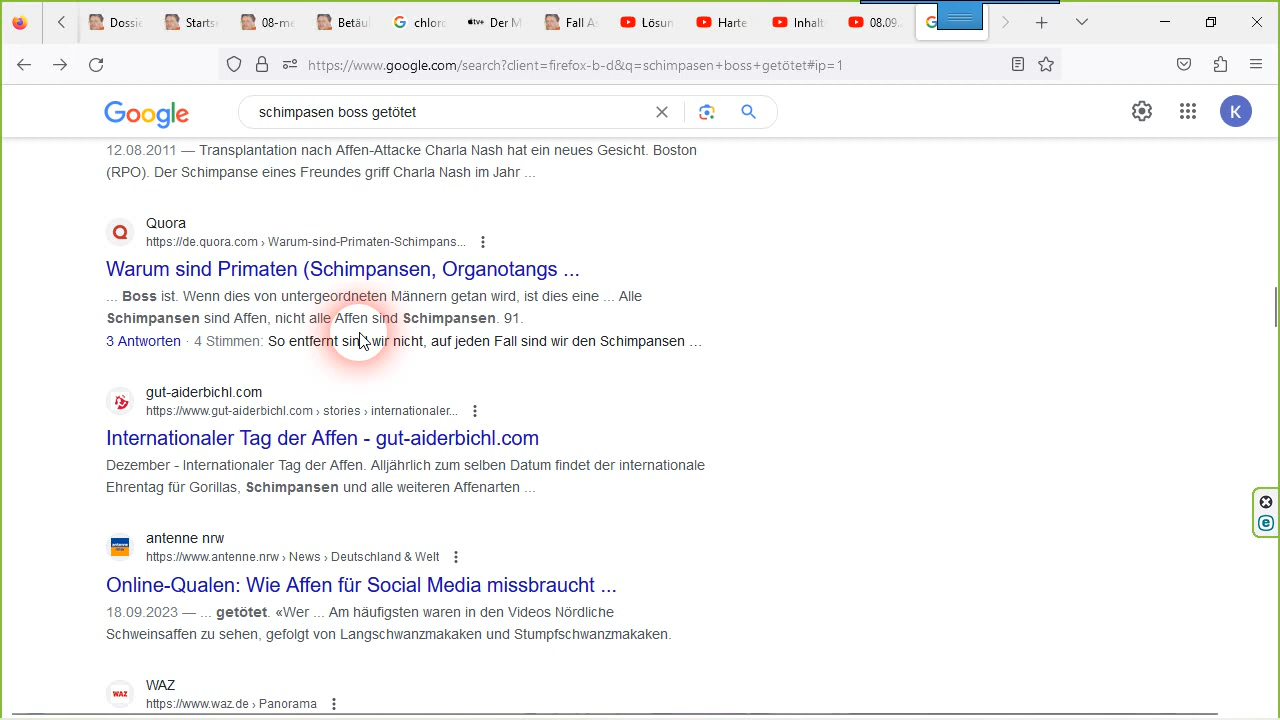 Dossie
Starts
08-me
Betäu
chlor
tv+ Der M
Fall A
Lösun
Harte
Inhalt
08.09.
https://www.google.com/search?client=firefox-b-d&q=schimpasen+boss+getötet#ip=1
Google
schimpasen boss getötet
K
12.08.2011 — Transplantation nach Affen-Attacke Charla Nash hat ein neues Gesicht. Boston
(RPO). Der Schimpanse eines Freundes griff Charla Nash im Jahr ...
Quora
https://de.quora.com › Warum-sind-Primaten-Schimpans...
Warum sind Primaten (Schimpansen, Organotangs ...
... Boss ist. Wenn dies von untergeordneten Männern getan wird, ist dies eine ... Alle
Schimpansen sind Affen, nicht alle Affen sind Schimpansen. 91.
3 Antworten · 4 Stimmen: So entfernt sind wir nicht, auf jeden Fall sind wir den Schimpansen ...
gut-aiderbichl.com
https://www.gut-aiderbichl.com › stories › internationaler...
Internationaler Tag der Affen - gut-aiderbichl.com
Dezember - Internationaler Tag der Affen. Alljährlich zum selben Datum findet der internationale
Ehrentag für Gorillas, Schimpansen und alle weiteren Affenarten ...
antenne nrw
https://www.antenne.nrw › News › Deutschland & Welt
Online-Qualen: Wie Affen für Social Media missbraucht ...
18.09.2023 — ... getötet. «Wer ... Am häufigsten waren in den Videos Nördliche
Schweinsaffen zu sehen, gefolgt von Langschwanzmakaken und Stumpfschwanzmakaken.
WAZ
WAZ
https://www.waz.de › Panorama